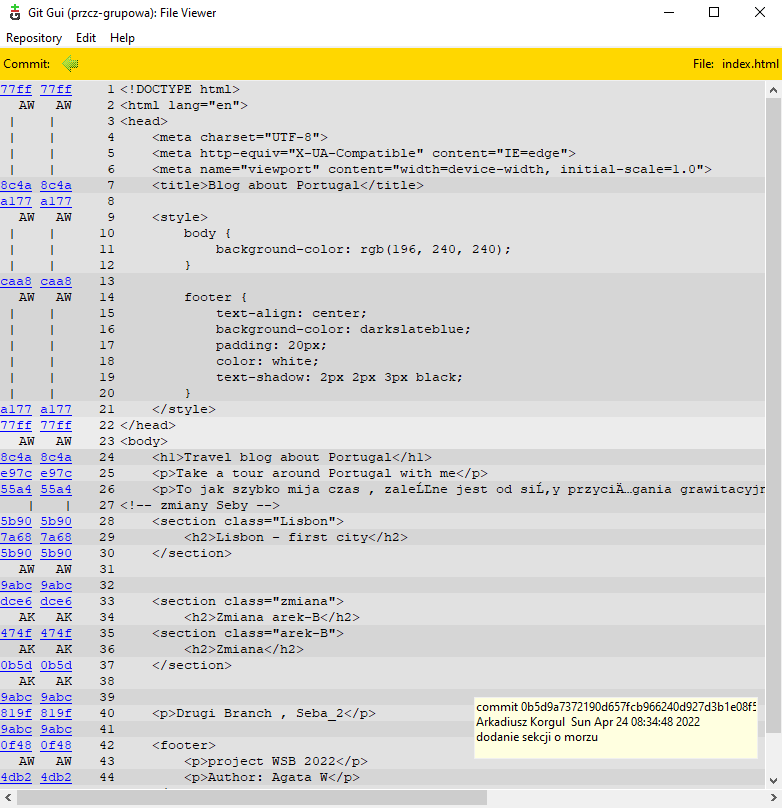 Git Gui (przcz-grupowa): File Viewer
Repository Edit Help
Commit: File: index.html
77ff 77ff 1 <!DOCTYPE html>
AW AW 2 <html lang="en">
| | 3 <head>
| | 4 <meta charset="UTF-8">
| | 5 <meta http-equiv="X-UA-Compatible" content="IE=edge">
| | 6 <meta name="viewport" content="width=device-width, initial-scale=1.0">
8c4a 8c4a 7 <title>Blog about Portugal</title>
a177 a177 8
AW AW 9 <style>
| | 10 body {
| | 11 background-color: rgb(196, 240, 240);
| | 12 }
caa8 caa8 13
AW AW 14 footer {
| | 15 text-align: center;
| | 16 background-color: darkslateblue;
| | 17 padding: 20px;
| | 18 color: white;
| | 19 text-shadow: 2px 2px 3px black;
| | 20 }
a177 a177 21 </style>
77ff 77ff 22 </head>
AW AW 23 <body>
8c4a 8c4a 24 <h1>Travel blog about Portugal</h1>
e97c e97c 25 <p>Take a tour around Portugal with me</p>
55a4 55a4 26 <p>To jak szybko mija czas , zaleĹĽne jest od siĹ‚y przyciÄ…gania grawitacyjn
| | 27 <!-- zmiany Seby -->
5b90 5b90 28 <section class="Lisbon">
7a68 7a68 29 <h2>Lisbon - first city</h2>
5b90 5b90 30 </section>
AW AW 31
9abc 9abc 32
dce6 dce6 33 <section class="zmiana">
AK AK 34 <h2>Zmiana arek-B</h2>
474f 474f 35 <section class="arek-B">
AK AK 36 <h2>Zmiana</h2>
0b5d 0b5d 37 </section>
AK AK 38
9abc 9abc 39
819f 819f 40 <p>Drugi Branch , Seba_2</p>
9abc 9abc 41
0f48 0f48 42 <footer>
AW AW 43 <p>project WSB 2022</p>
4db2 4db2 44 <p>Author: Agata W</p>
commit 0b5d9a7372190d657fcb966240d927d3b1e08f5
Arkadiusz Korgul Sun Apr 24 08:34:48 2022
dodanie sekcji o morzu